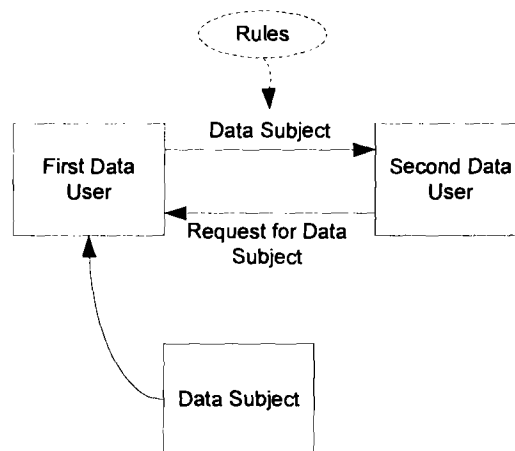 Rules
Data Subject
First Data
User
Second Data
User
Request for Data
Subject
Data Subject